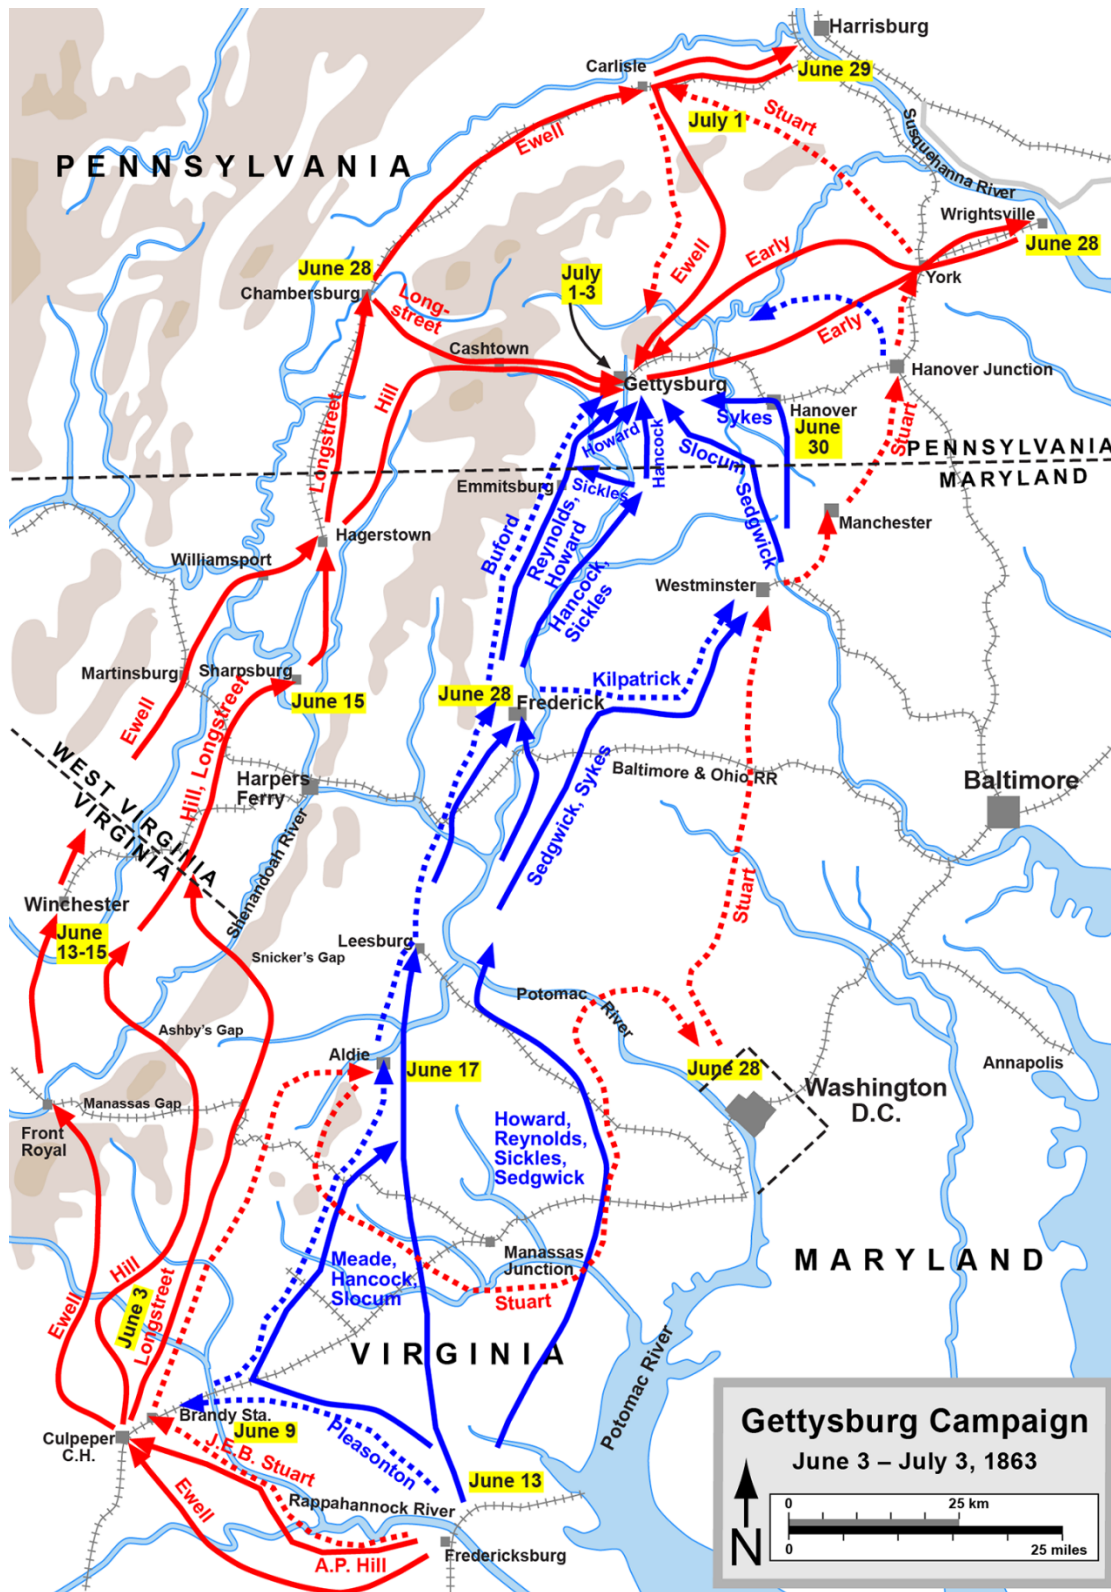 Harrisburg
Carlisle
June 29
July 1
Stuart
Ewell
PENNSYLVANIA
Susquehanna River
Wrightsville
June 28
Early
Ewell
York
June 28
Chambersburg
July
1-3
Long-
street
Cashtown
Early
Hill
Gettysburg
Hanover Junction
Hanover
June
30
Sykes
Howard
Hancock
Slocum
Stuart
Longstreet
PENNSYLVANIA
MARYLAND
Emmitsburg
Sickles
Sedgwick
Manchester
Hagerstown
Buford
Reynolds,
Howard
Hancock,
Sickles
Williamsport
Westminster
Martinsburg
Sharpsburg
June 15
Kilpatrick
June 28
Frederick
Ewell
Hill, Longstreet
WEST VIRGINIA
VIRGINIA
Harpers
Ferry
Baltimore & Ohio RR
Baltimore
Sedgwick, Sykes
Shenandoah River
Stuart
Winchester
June
13-15
Leesburg
Snicker's Gap
Potomac River
Ashby's Gap
Aldie
June 17
June 28
Annapolis
Washington
D.C.
Manassas Gap
Front
Royal
Howard,
Reynolds,
Sickles,
Sedgwick
Manassas
Junction
Meade,
Hancock,
Slocum
Stuart
MARYLAND
Hill
Ewell
June 3
Longstreet
VIRGINIA
Potomac River
Brandy Sta.
June 9
Culpeper
C.H.
J.E.B. Stuart
Pleasonton
June 13
Ewell
Rappahannock River
A.P. Hill
Fredericksburg
Gettysburg Campaign
June 3 – July 3, 1863
N
0
25 km
0
25 miles